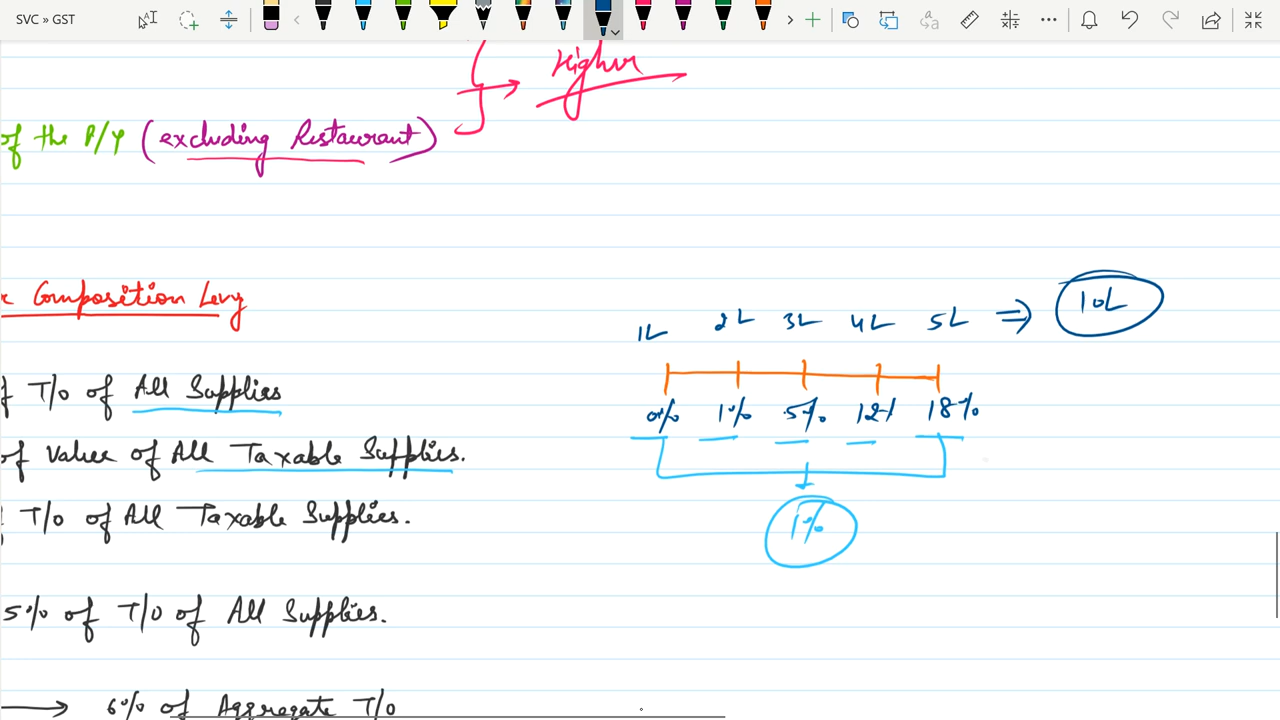 SVC » GST
Higher
of the P/Y (excluding Restaurant)
Composition Levy
1L 2L 3L 4L 5L ⇒ 10L
T/O of All Supplies
0% 1% 5% 12% 18%
of Value of All Taxable Supplies.
T/O of All Taxable Supplies.
1%
5% of T/O of All Supplies.
→ 6% of Aggregate T/O